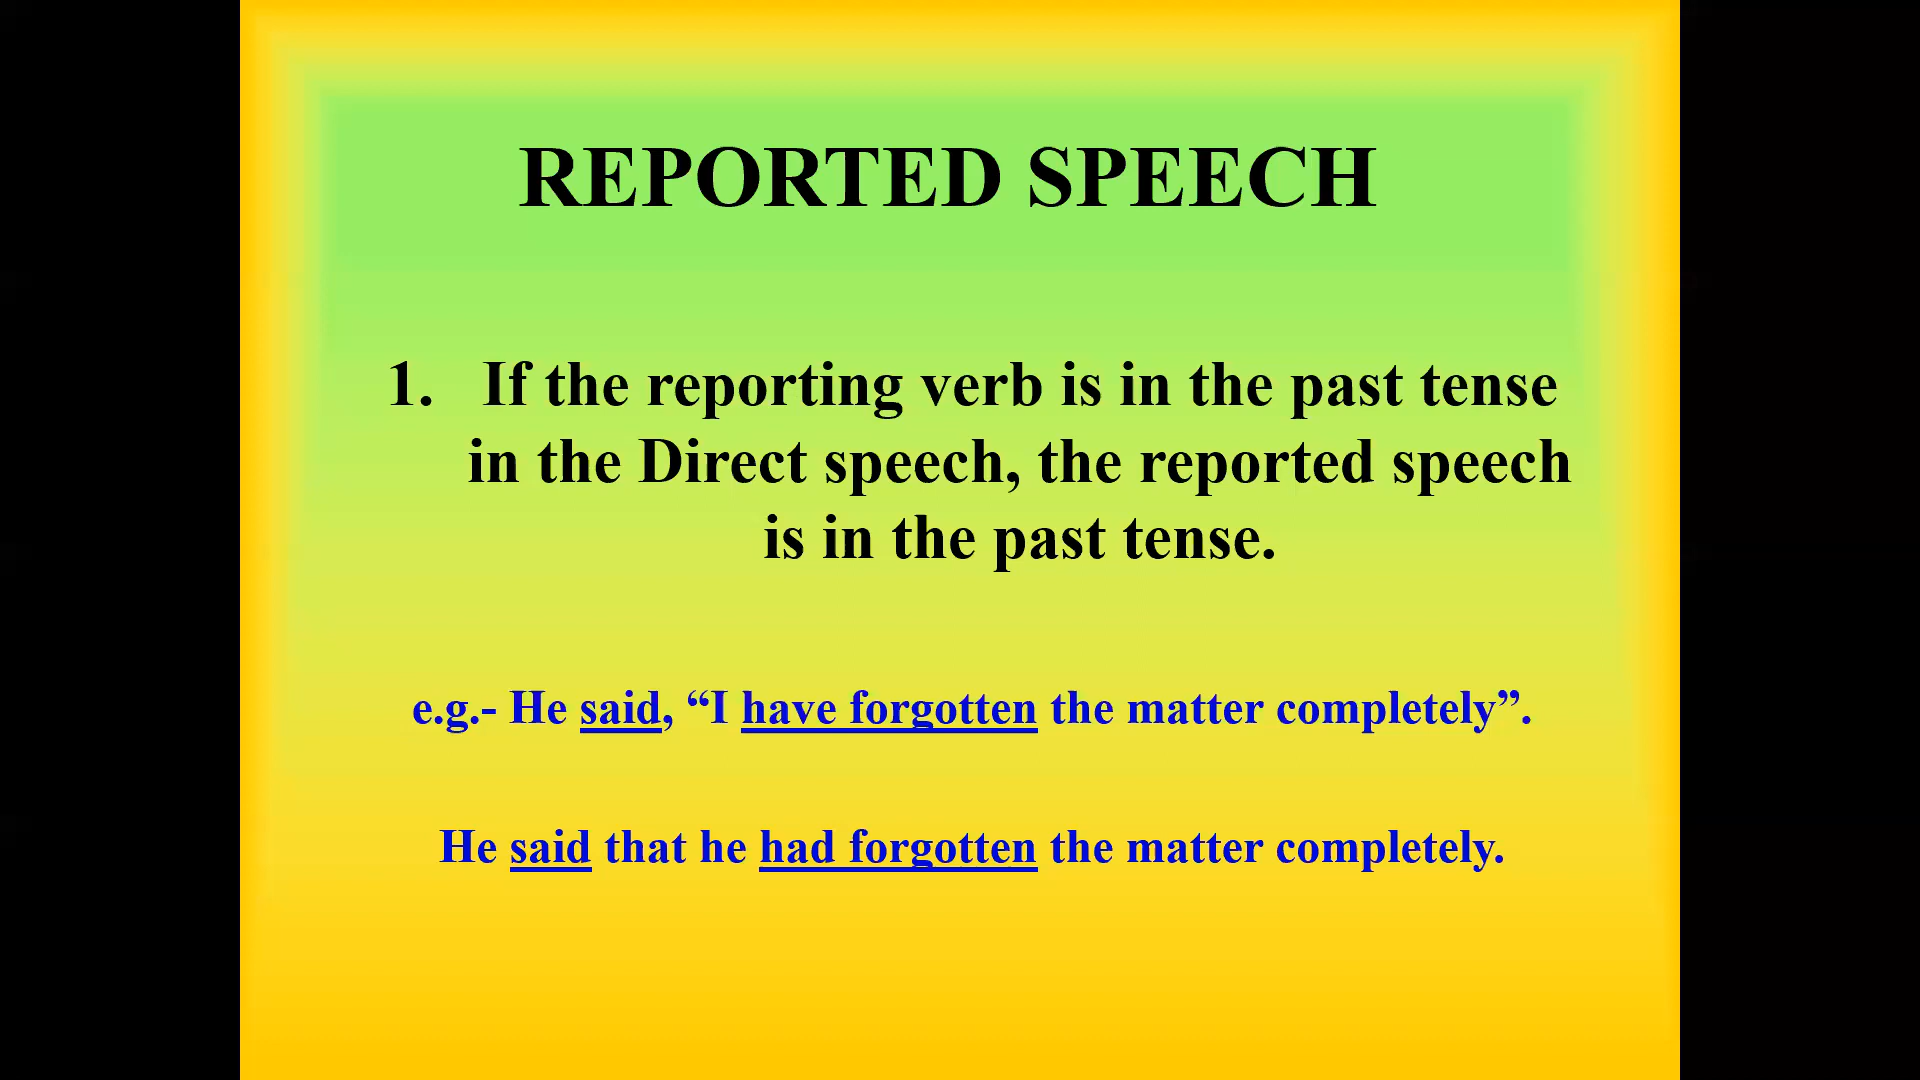 REPORTED SPEECH
1. If the reporting verb is in the past tense
in the Direct speech, the reported speech
is in the past tense.
e.g.- He said, “I have forgotten the matter completely”.
He said that he had forgotten the matter completely.